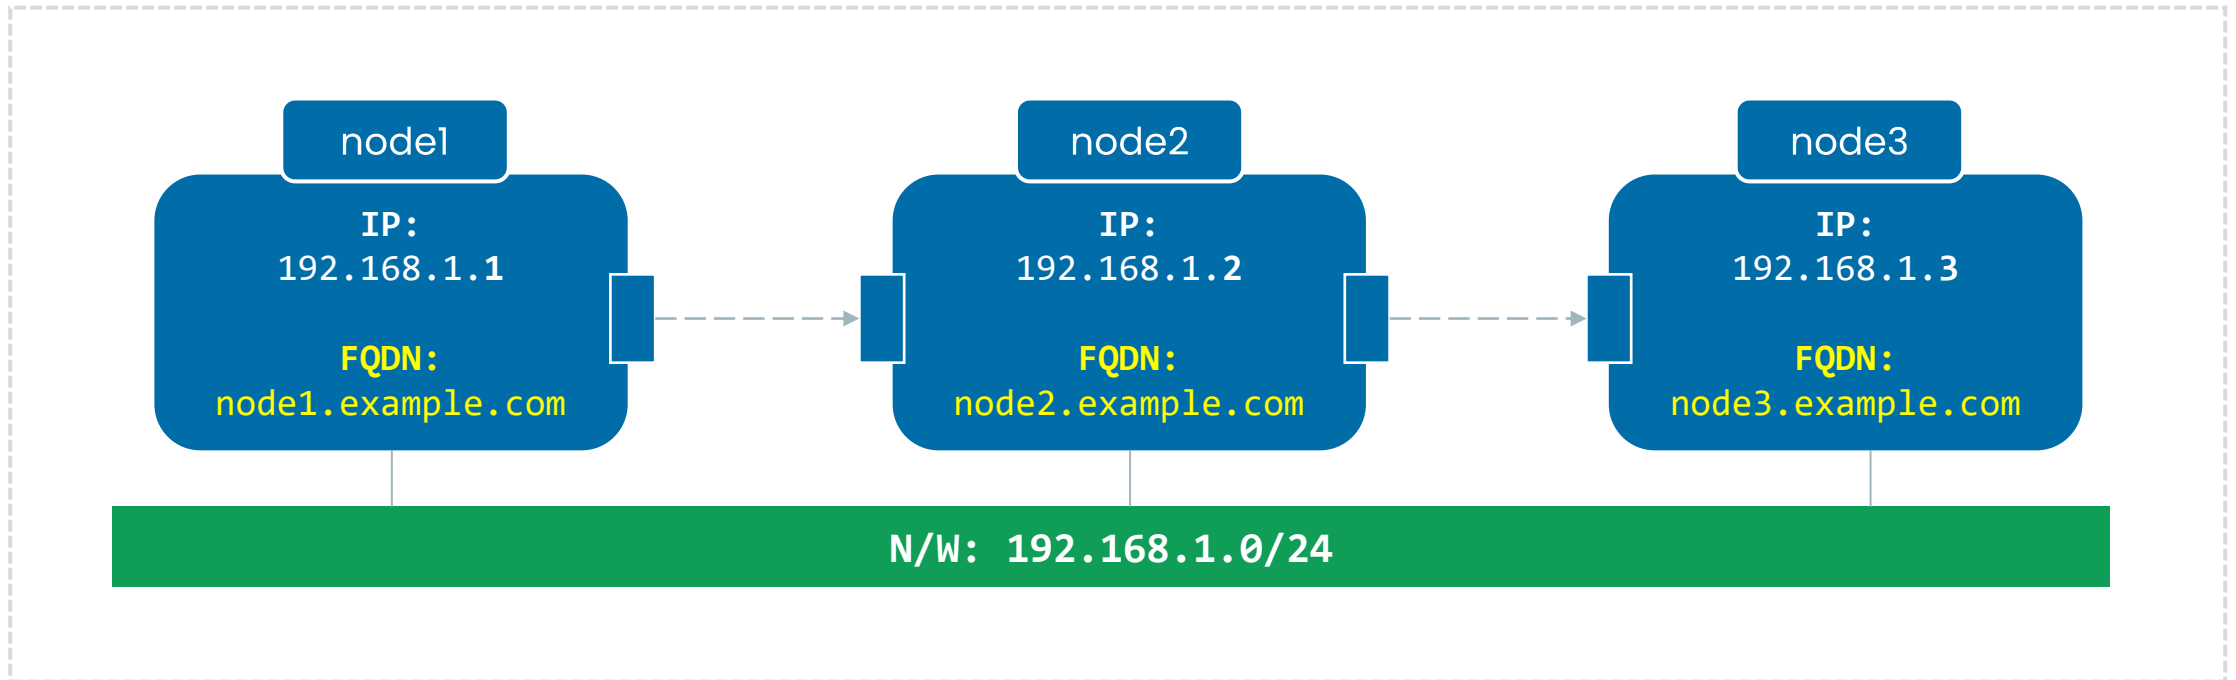 node1
IP:
192.168.1.1
FQDN:
node1.example.com
node2
IP:
192.168.1.2
FQDN:
node2.example.com
node3
IP:
192.168.1.3
FQDN:
node3.example.com
N/W: 192.168.1.0/24